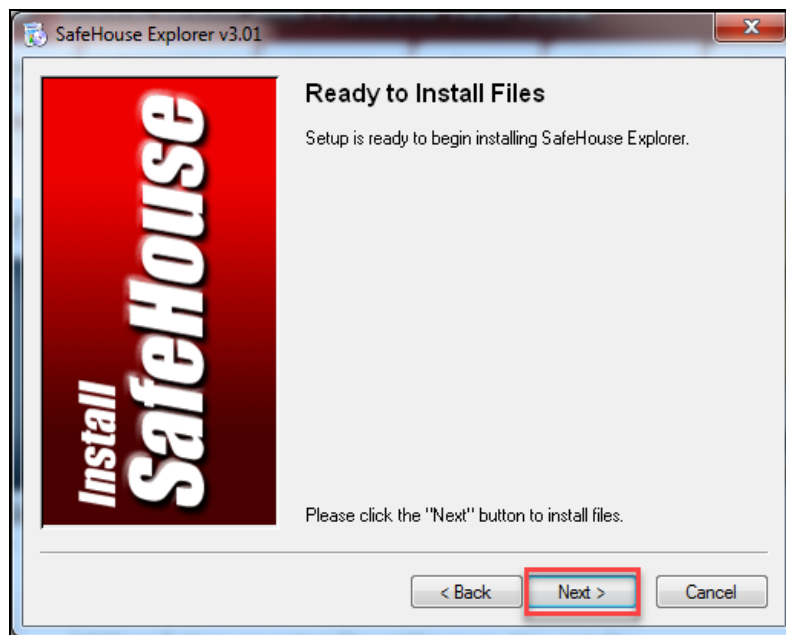 SafeHouse Explorer v3.01
Install
SafeHouse
Ready to Install Files
Setup is ready to begin installing SafeHouse Explorer.
Please click the "Next" button to install files.
< Back
Next >
Cancel